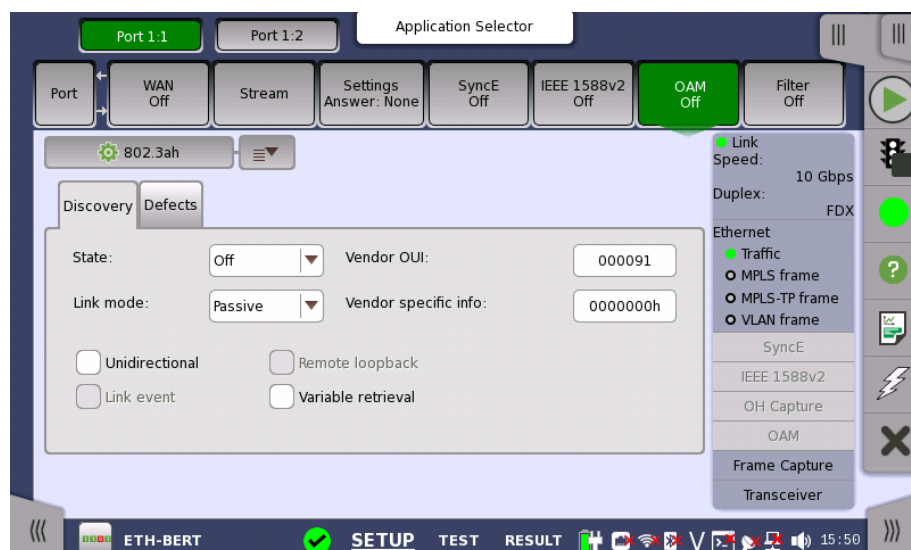 Port 1:1
Port 1:2
Application Selector
Port
WAN
Off
Stream
Settings
Answer: None
SyncE
Off
IEEE 1588v2
Off
OAM
Off
Filter
Off
802.3ah
Discovery
Defects
State:
Off
Vendor OUI:
000091
Link mode:
Passive
Vendor specific info:
0000000h
Unidirectional
Remote loopback
Link event
Variable retrieval
Link
Speed:
10 Gbps
Duplex:
FDX
Ethernet
Traffic
MPLS frame
MPLS-TP frame
VLAN frame
SyncE
IEEE 1588v2
OH Capture
OAM
Frame Capture
Transceiver
ETH-BERT
SETUP
TEST
RESULT
V
15:50